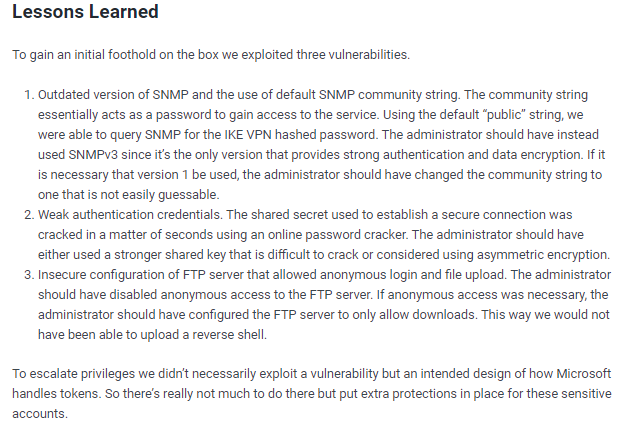 Lessons Learned
To gain an initial foothold on the box we exploited three vulnerabilities.
1. Outdated version of SNMP and the use of default SNMP community string. The community string
essentially acts as a password to gain access to the service. Using the default “public” string, we
were able to query SNMP for the IKE VPN hashed password. The administrator should have instead
used SNMPv3 since it’s the only version that provides strong authentication and data encryption. If it
is necessary that version 1 be used, the administrator should have changed the community string to
one that is not easily guessable.
2. Weak authentication credentials. The shared secret used to establish a secure connection was
cracked in a matter of seconds using an online password cracker. The administrator should have
either used a stronger shared key that is difficult to crack or considered using asymmetric encryption.
3. Insecure configuration of FTP server that allowed anonymous login and file upload. The administrator
should have disabled anonymous access to the FTP server. If anonymous access was necessary, the
administrator should have configured the FTP server to only allow downloads. This way we would not
have been able to upload a reverse shell.
To escalate privileges we didn’t necessarily exploit a vulnerability but an intended design of how Microsoft
handles tokens. So there’s really not much to do there but put extra protections in place for these sensitive
accounts.